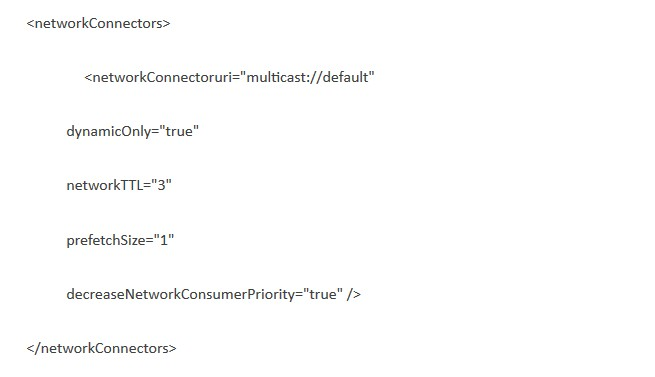 <networkConnectors>
<networkConnectoruri="multicast://default"
dynamicOnly="true"
networkTTL="3"
prefetchSize="1"
decreaseNetworkConsumerPriority="true" />
</networkConnectors>